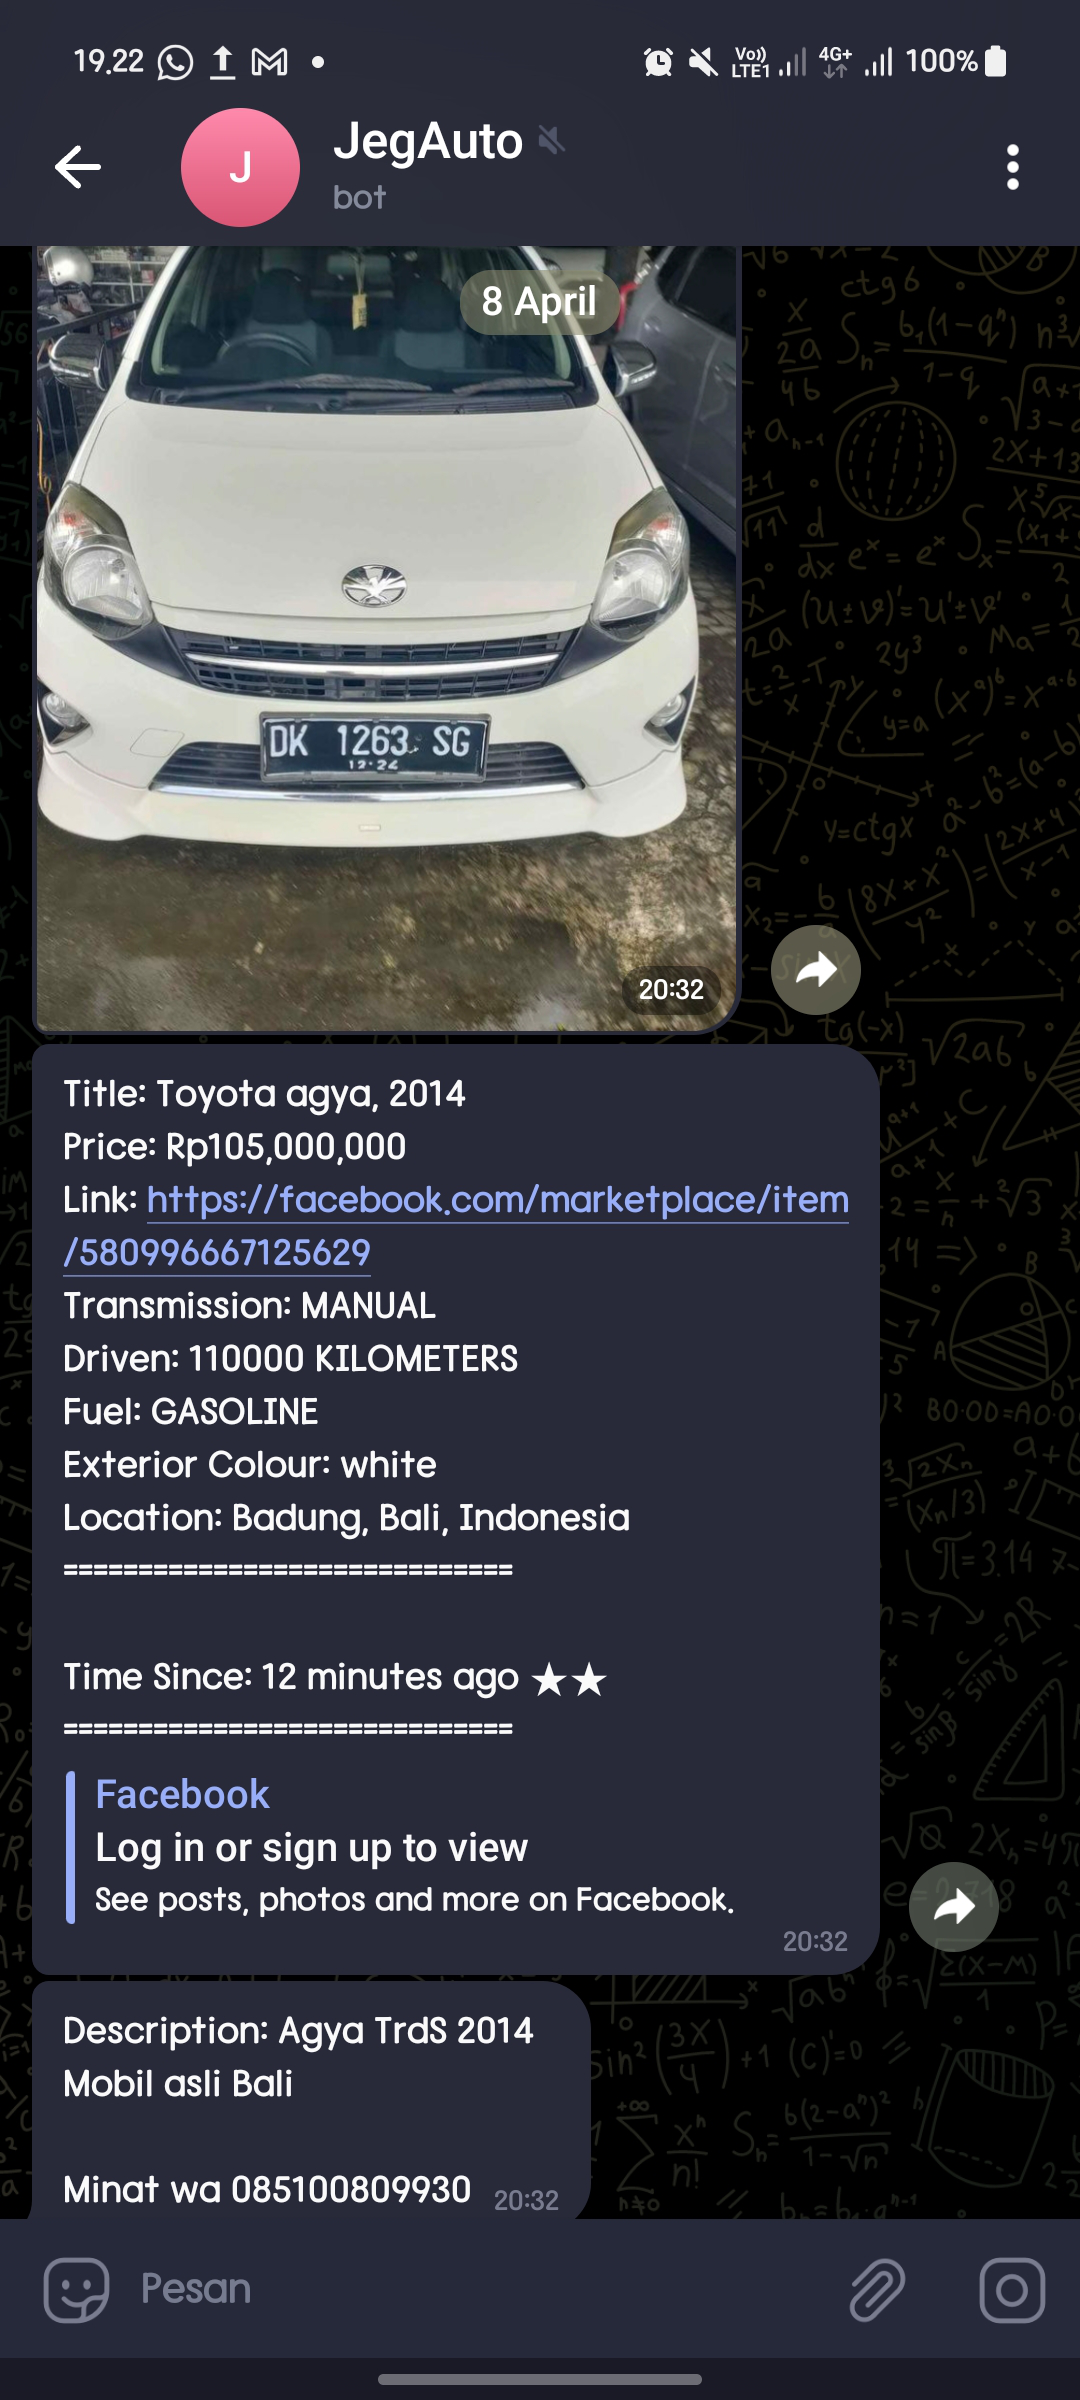 19.22
Vo))
LTE1
4G+
100%
J
JegAuto
bot
8 April
DK 1263 SG
12·24
20:32
Title: Toyota agya, 2014
Price: Rp105,000,000
Link: https://facebook.com/marketplace/item
/580996667125629
Transmission: MANUAL
Driven: 110000 KILOMETERS
Fuel: GASOLINE
Exterior Colour: white
Location: Badung, Bali, Indonesia
==============================
Time Since: 12 minutes ago ★★
==============================
Facebook
Log in or sign up to view
See posts, photos and more on Facebook.
20:32
Description: Agya TrdS 2014
Mobil asli Bali
Minat wa 085100809930
20:32
Pesan